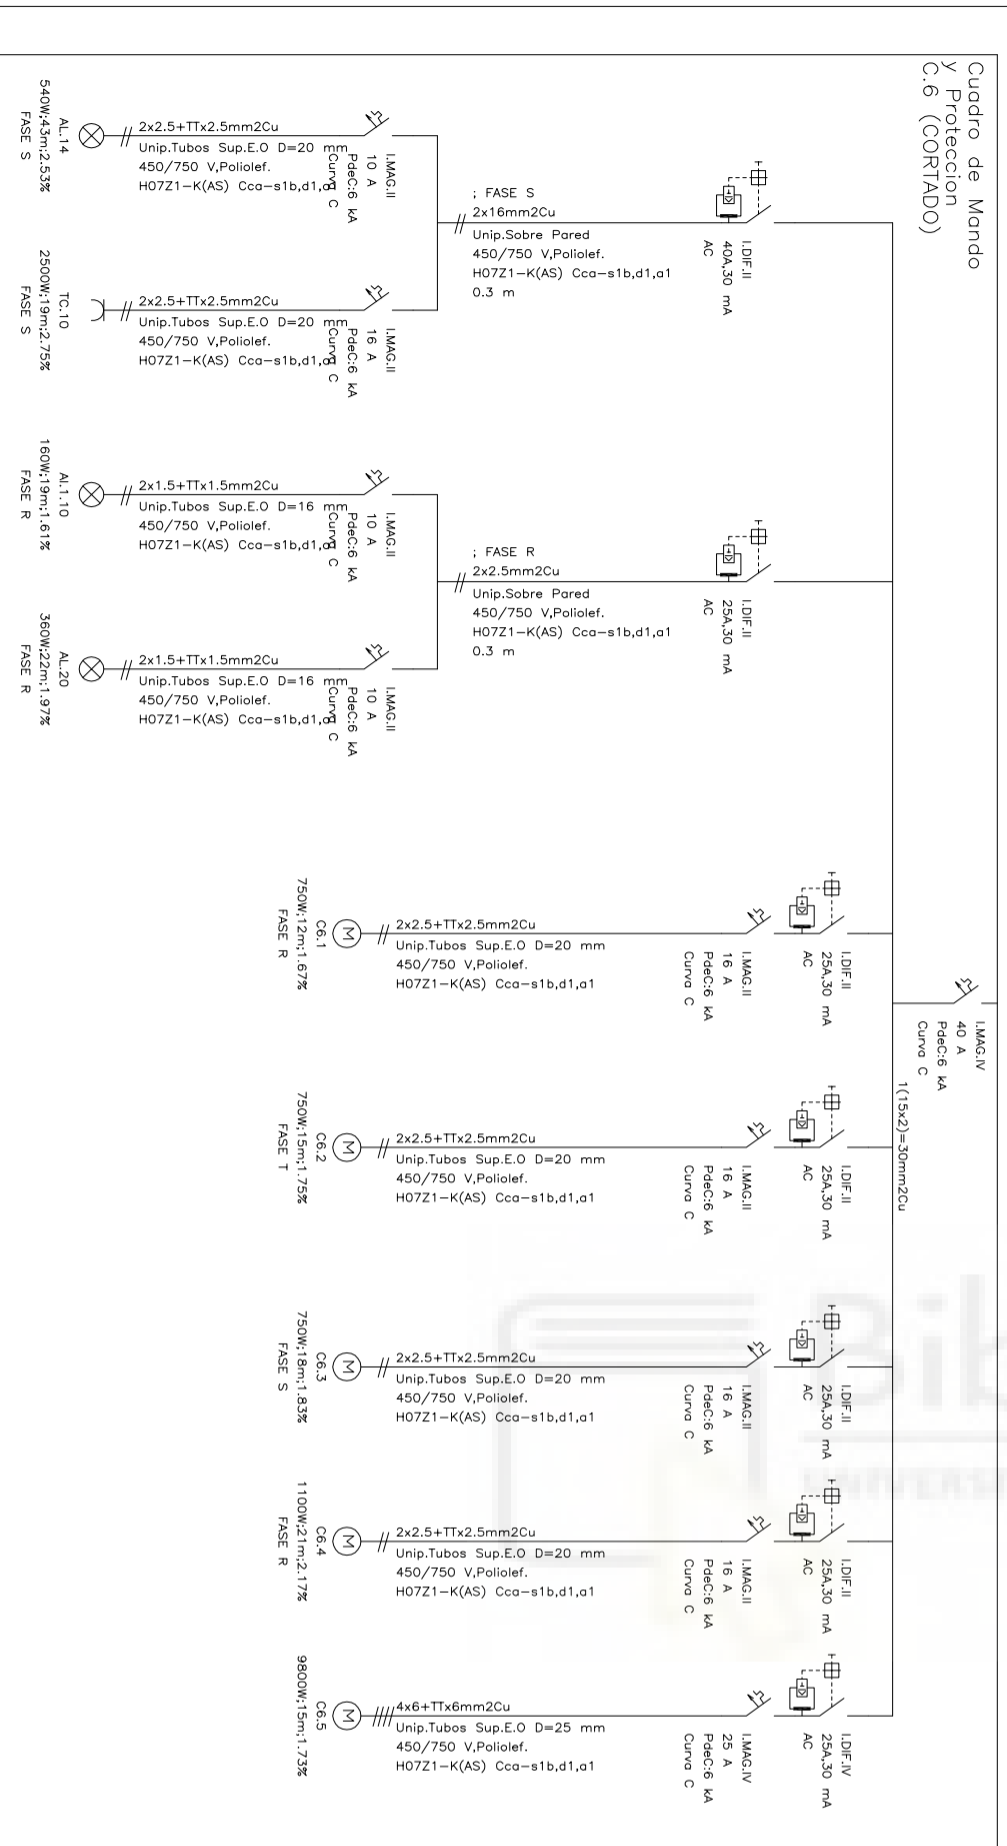 Cuadro de Mando
y Proteccion
C.6 (CORTADO)
I.MAG.IV
40 A
PdeC:6 kA
Curva C
1(15x2)=30mm2Cu
I.DIF.II
40A,30 mA
AC
; FASE S
2x16mm2Cu
Unip.Sobre Pared
450/750 V,Poliolef.
H07Z1-K(AS) Cca-s1b,d1,a1
0.3 m
I.MAG.II
10 A
PdeC:6 kA
Curva C
2x2.5+TTx2.5mm2Cu
Unip.Tubos Sup.E.O D=20 mm
450/750 V,Poliolef.
H07Z1-K(AS) Cca-s1b,d1,a
AL.14
540W;43m;2.53%
FASE S
I.MAG.II
16 A
PdeC:6 kA
Curva C
2x2.5+TTx2.5mm2Cu
Unip.Tubos Sup.E.O D=20 mm
450/750 V,Poliolef.
H07Z1-K(AS) Cca-s1b,d1,a
TC.10
2500W;19m;2.75%
FASE S
I.DIF.II
25A,30 mA
AC
; FASE R
2x2.5mm2Cu
Unip.Sobre Pared
450/750 V,Poliolef.
H07Z1-K(AS) Cca-s1b,d1,a1
0.3 m
I.MAG.II
10 A
PdeC:6 kA
Curva C
2x1.5+TTx1.5mm2Cu
Unip.Tubos Sup.E.O D=16 mm
450/750 V,Poliolef.
H07Z1-K(AS) Cca-s1b,d1,a
Al.1.10
160W;19m;1.61%
FASE R
I.MAG.II
10 A
PdeC:6 kA
Curva C
2x1.5+TTx1.5mm2Cu
Unip.Tubos Sup.E.O D=16 mm
450/750 V,Poliolef.
H07Z1-K(AS) Cca-s1b,d1,a
AL.20
360W;22m;1.97%
FASE R
I.DIF.II
25A,30 mA
AC
I.MAG.II
16 A
PdeC:6 kA
Curva C
2x2.5+TTx2.5mm2Cu
Unip.Tubos Sup.E.O D=20 mm
450/750 V,Poliolef.
H07Z1-K(AS) Cca-s1b,d1,a1
M
C6.1
750W;12m;1.67%
FASE R
I.DIF.II
25A,30 mA
AC
I.MAG.II
16 A
PdeC:6 kA
Curva C
2x2.5+TTx2.5mm2Cu
Unip.Tubos Sup.E.O D=20 mm
450/750 V,Poliolef.
H07Z1-K(AS) Cca-s1b,d1,a1
M
C6.2
750W;15m;1.75%
FASE T
I.DIF.II
25A,30 mA
AC
I.MAG.II
16 A
PdeC:6 kA
Curva C
2x2.5+TTx2.5mm2Cu
Unip.Tubos Sup.E.O D=20 mm
450/750 V,Poliolef.
H07Z1-K(AS) Cca-s1b,d1,a1
M
C6.3
750W;18m;1.83%
FASE S
I.DIF.II
25A,30 mA
AC
I.MAG.II
16 A
PdeC:6 kA
Curva C
2x2.5+TTx2.5mm2Cu
Unip.Tubos Sup.E.O D=20 mm
450/750 V,Poliolef.
H07Z1-K(AS) Cca-s1b,d1,a1
M
C6.4
1100W;21m;2.17%
FASE R
I.DIF.IV
25A,30 mA
AC
I.MAG.IV
25 A
PdeC:6 kA
Curva C
4x6+TTx6mm2Cu
Unip.Tubos Sup.E.O D=25 mm
450/750 V,Poliolef.
H07Z1-K(AS) Cca-s1b,d1,a1
M
C6.5
9800W;15m;1.73%
Bib
UNIVERSI